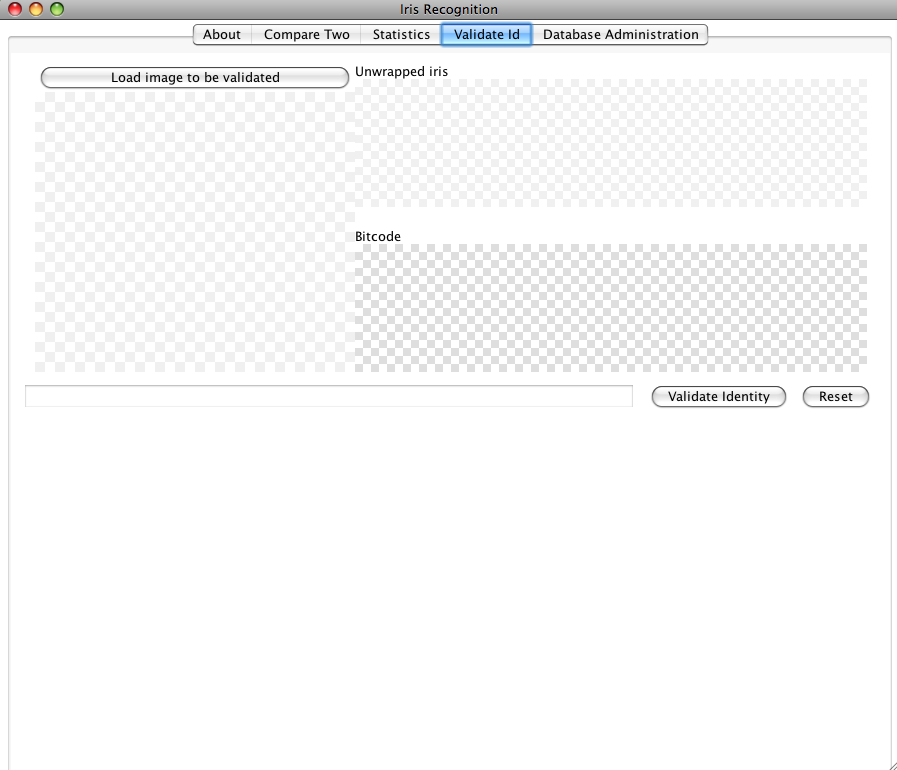 Iris Recognition
About Compare Two Statistics Validate Id Database Administration
Load image to be validated
Unwrapped iris
Bitcode
Validate Identity Reset